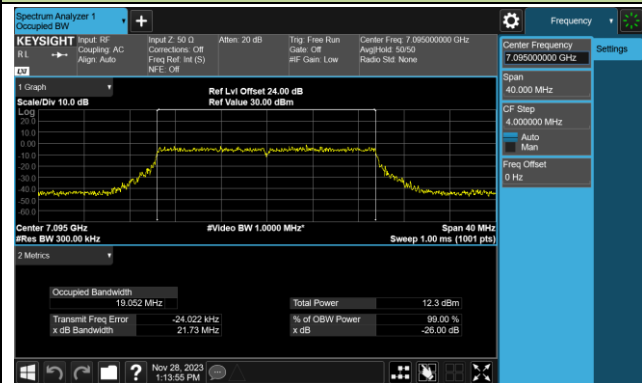 Spectrum Analyzer 1
Occupied BW
Frequency
KEYSIGHT
RL
LXI
Input: RF
Coupling: AC
Align: Auto
Input Z: 50 Ω
Corrections: Off
Freq Ref: Int (S)
NFE: Off
Atten: 20 dB
Trig: Free Run
Gate: Off
#IF Gain: Low
Center Freq: 7.095000000 GHz
Avg|Hold: 50/50
Radio Std: None
Center Frequency
7.095000000 GHz
Settings
Span
40.000 MHz
CF Step
4.000000 MHz
Auto
Man
Freq Offset
0 Hz
1 Graph
Scale/Div 10.0 dB
Ref Lvl Offset 24.00 dB
Ref Value 30.00 dBm
Log
20.0
10.0
0.00
-10.0
-20.0
-30.0
-40.0
-50.0
-60.0
Center 7.095 GHz
#Res BW 300.00 kHz
#Video BW 1.0000 MHz*
Span 40 MHz
Sweep 1.00 ms (1001 pts)
2 Metrics
Occupied Bandwidth
19.052 MHz
Total Power 12.3 dBm
Transmit Freq Error -24.022 kHz
% of OBW Power 99.00 %
x dB Bandwidth 21.73 MHz
x dB -26.00 dB
?
Nov 28, 2023
1:13:55 PM